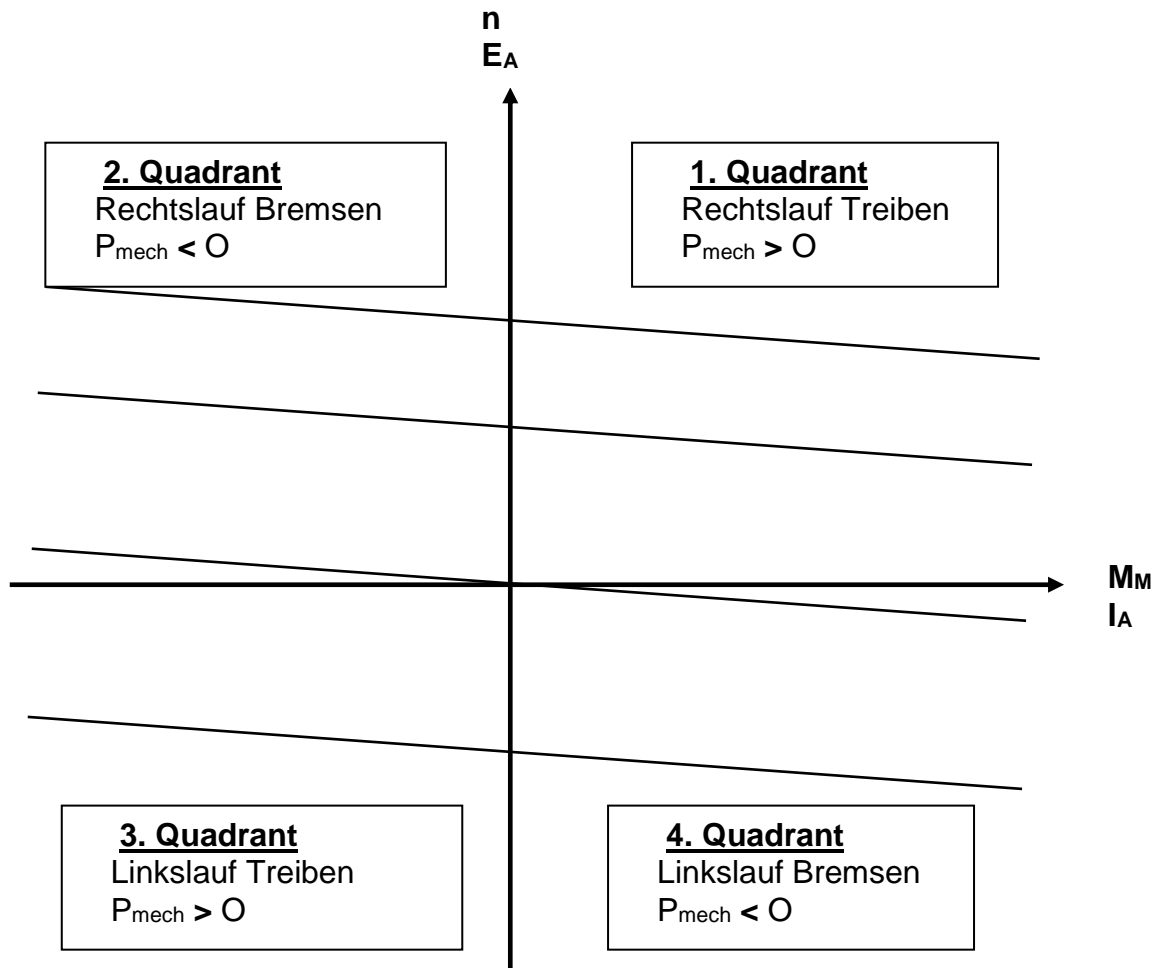 n
EA
2. Quadrant
Rechtslauf Bremsen
Pmech < O
1. Quadrant
Rechtslauf Treiben
Pmech > O
MM
IA
3. Quadrant
Linkslauf Treiben
Pmech > O
4. Quadrant
Linkslauf Bremsen
Pmech < O